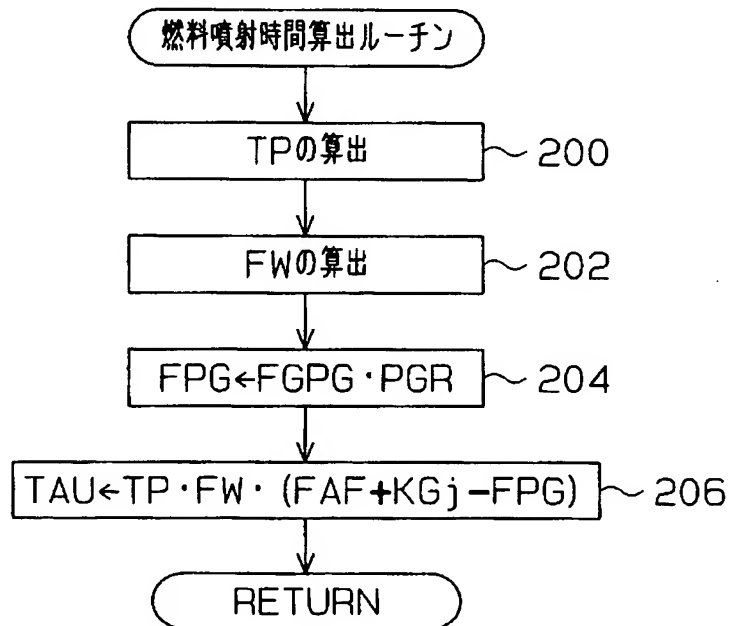 燃料噴射時間算出ルーチン
TPの算出 200
FWの算出 202
FPG←FGPG・PGR 204
TAU←TP・FW・(FAF+KGj-FPG) 206
RETURN